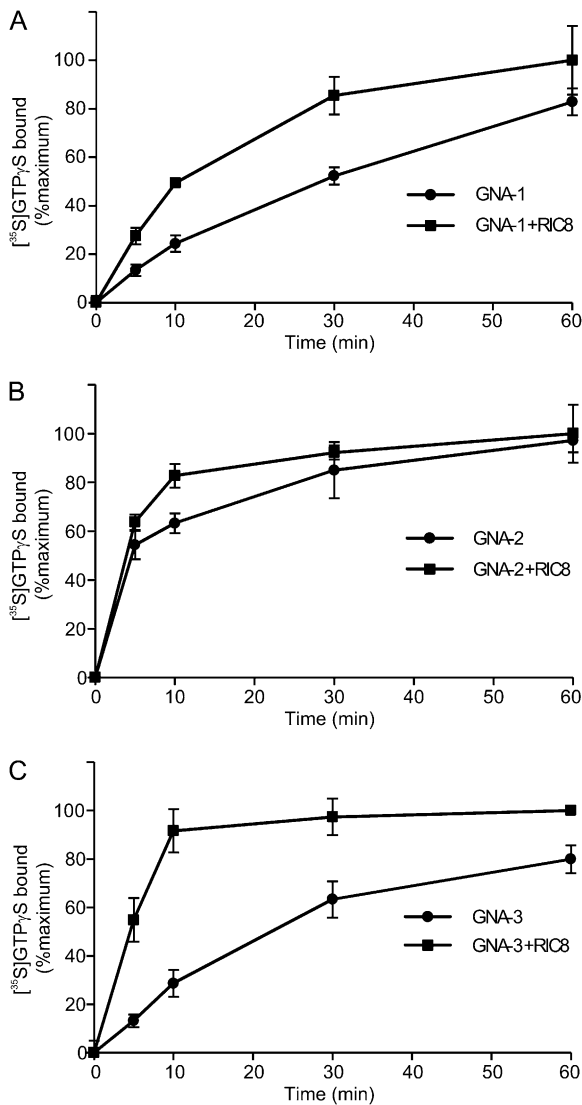 A
[35S]GTPγS bound
(%maximum)
100
80
60
40
20
0
GNA-1
GNA-1+RIC8
0 10 20 30 40 50 60
Time (min)
B
[35S]GTPγS bound
(%maximum)
100
80
60
40
20
0
GNA-2
GNA-2+RIC8
0 10 20 30 40 50 60
Time (min)
C
[35S]GTPγS bound
(%maximum)
100
80
60
40
20
0
GNA-3
GNA-3+RIC8
0 10 20 30 40 50 60
Time (min)